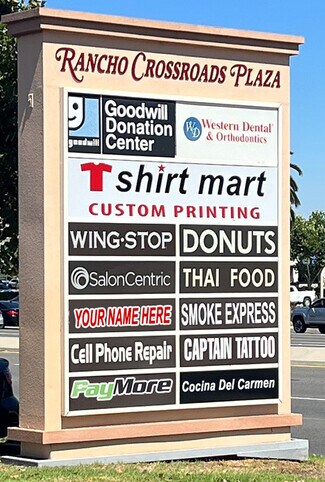 RANCHO CROSSROADS PLAZA
goodwill
Goodwill
Donation
Center
WD
Western Dental
& Orthodontics
T shirt mart
CUSTOM PRINTING
WING·STOP
DONUTS
SalonCentric
THAI FOOD
YOUR NAME HERE
SMOKE EXPRESS
Cell Phone Repair
CAPTAIN TATTOO
PayMore
Cocina Del Carmen